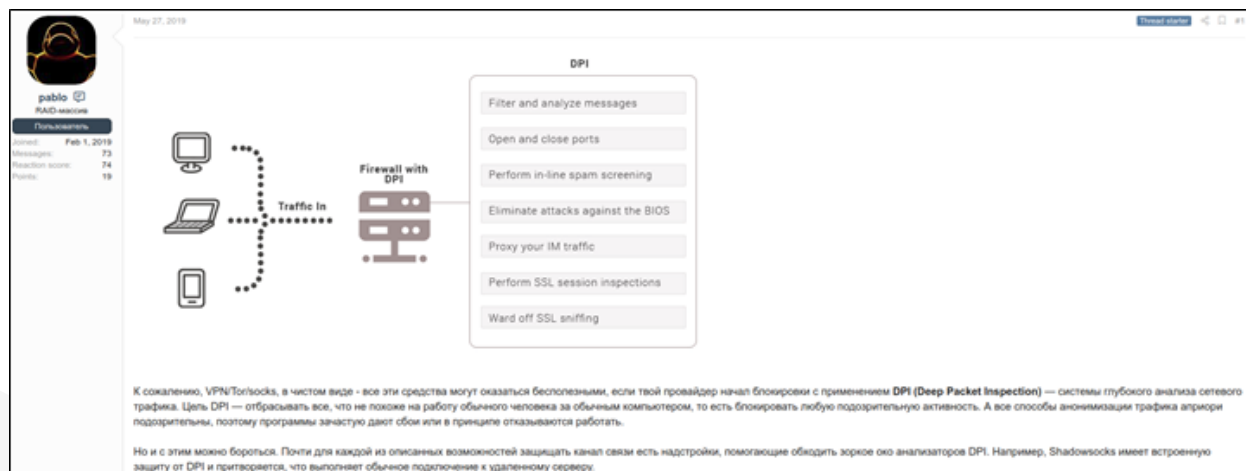 May 27, 2019
Thread starter
#1
pablo
RAID-массив
Пользователь
Joined: Feb 1, 2019
Messages: 73
Reaction score: 74
Points: 19
DPI
Filter and analyze messages
Open and close ports
Perform in-line spam screening
Eliminate attacks against the BIOS
Proxy your IM traffic
Perform SSL session inspections
Ward off SSL sniffing
Firewall with
DPI
Traffic In
К сожалению, VPN/Tor/socks, в чистом виде - все эти средства могут оказаться бесполезными, если твой провайдер начал блокировки с применением DPI (Deep Packet Inspection) — системы глубокого анализа сетевого
трафика. Цель DPI — отбрасывать все, что не похоже на работу обычного человека за обычным компьютером, то есть блокировать любую подозрительную активность. А все способы анонимизации трафика априори
подозрительны, поэтому программы зачастую дают сбои или в принципе отказываются работать.
Но и с этим можно бороться. Почти для каждой из описанных возможностей защищать канал связи есть надстройки, помогающие обходить зоркое око анализаторов DPI. Например, Shadowsocks имеет встроенную
защиту от DPI и притворяется, что выполняет обычное подключение к удаленному серверу.